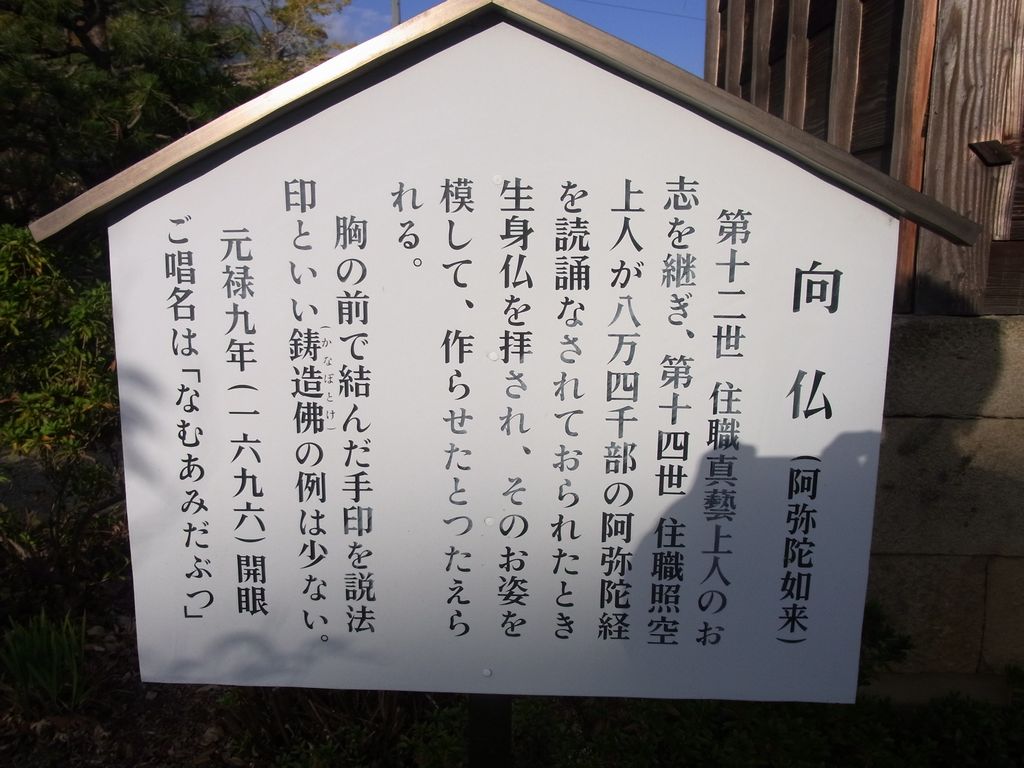 向仏（阿弥陀如来）
第十二世 住職真藝上人のお
志を継ぎ、第十四世 住職照空
上人が八万四千部の阿弥陀経
を読誦なされておられたとき
生身仏を拝され、そのお姿を
模して、作らせたとつたえら
れる。
胸の前で結んだ手印を説法
印といい鋳造佛(かなぼとけ)の例は少ない。
元禄九年(一六九六)開眼
ご唱名は「なむあみだぶつ」